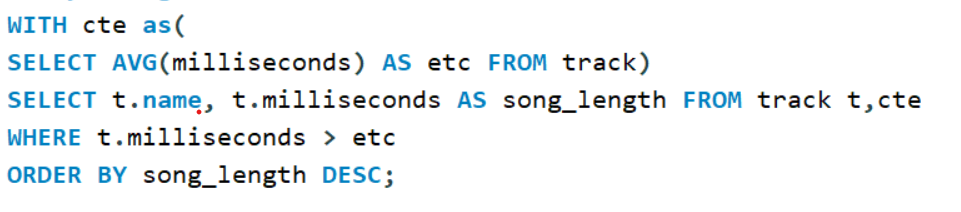 WITH cte as(
SELECT AVG(milliseconds) AS etc FROM track)
SELECT t.name, t.milliseconds AS song_length FROM track t,cte
WHERE t.milliseconds > etc
ORDER BY song_length DESC;